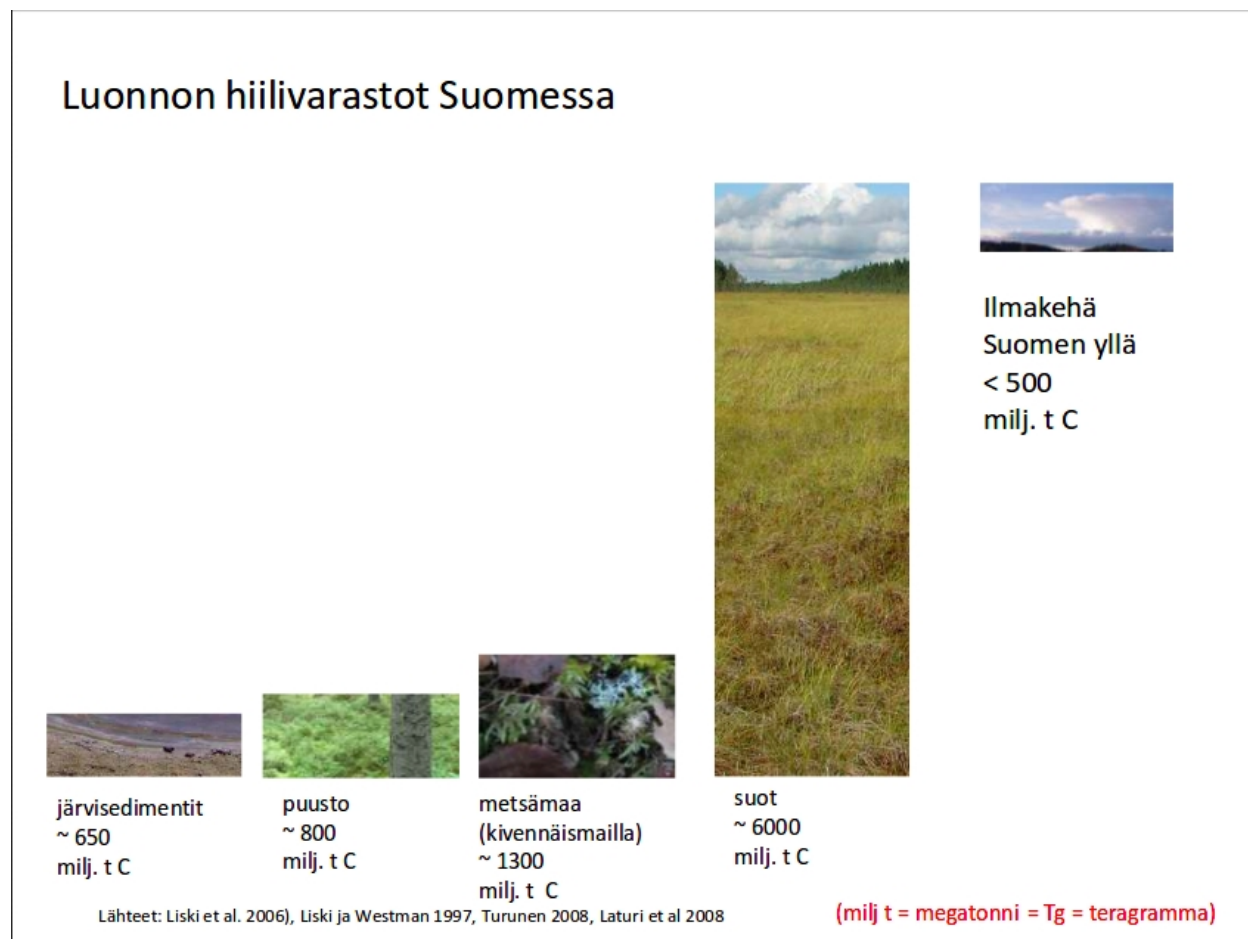 Luonnon hiilivarastot Suomessa
Ilmakehä
Suomen yllä
< 500
milj. t C
järvisedimentit
~ 650
milj. t C
puusto
~ 800
milj. t C
metsämaa
(kivennäismailla)
~ 1300
milj. t C
suot
~ 6000
milj. t C
Lähteet: Liski et al. 2006), Liski ja Westman 1997, Turunen 2008, Laturi et al 2008
(milj t = megatonni = Tg = teragramma)